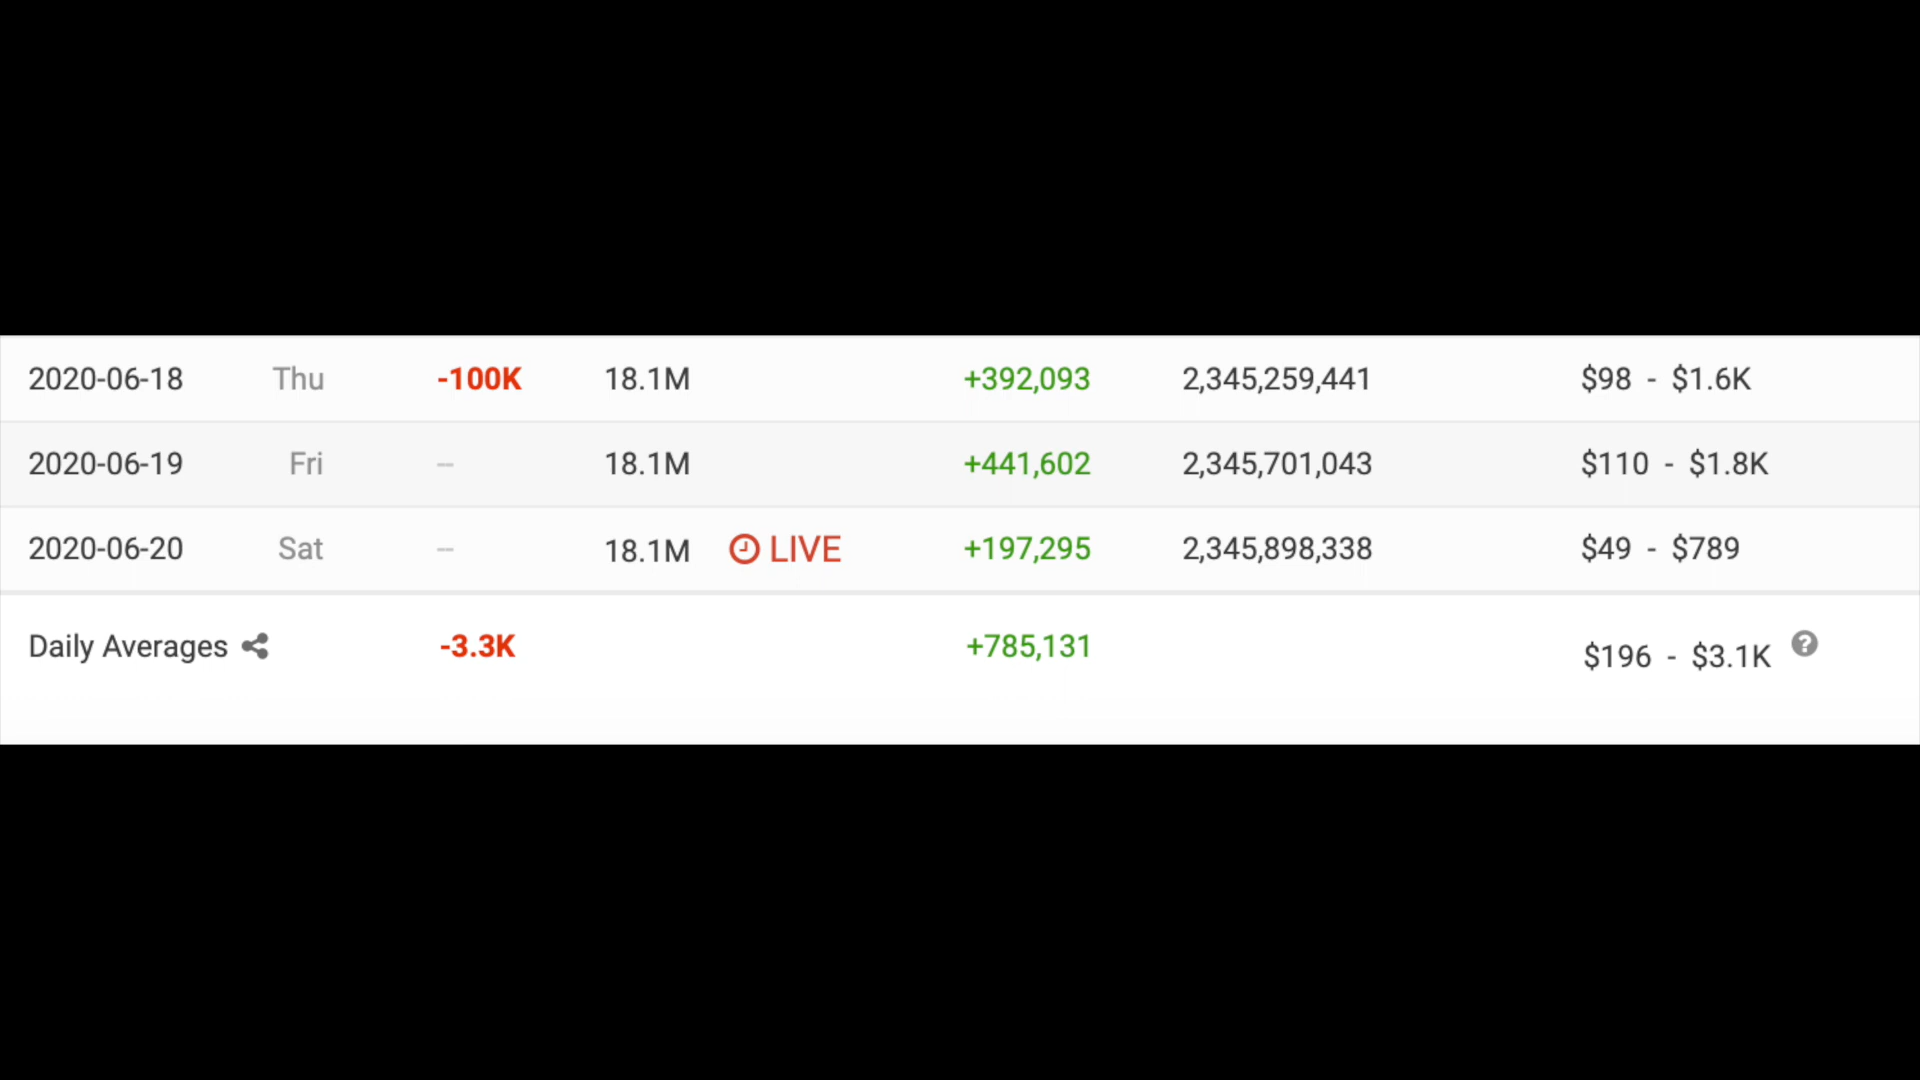 2020-06-18 Thu -100K 18.1M +392,093 2,345,259,441 $98 - $1.6K
2020-06-19 Fri -- 18.1M +441,602 2,345,701,043 $110 - $1.8K
2020-06-20 Sat -- 18.1M LIVE +197,295 2,345,898,338 $49 - $789
Daily Averages -3.3K +785,131 $196 - $3.1K ?